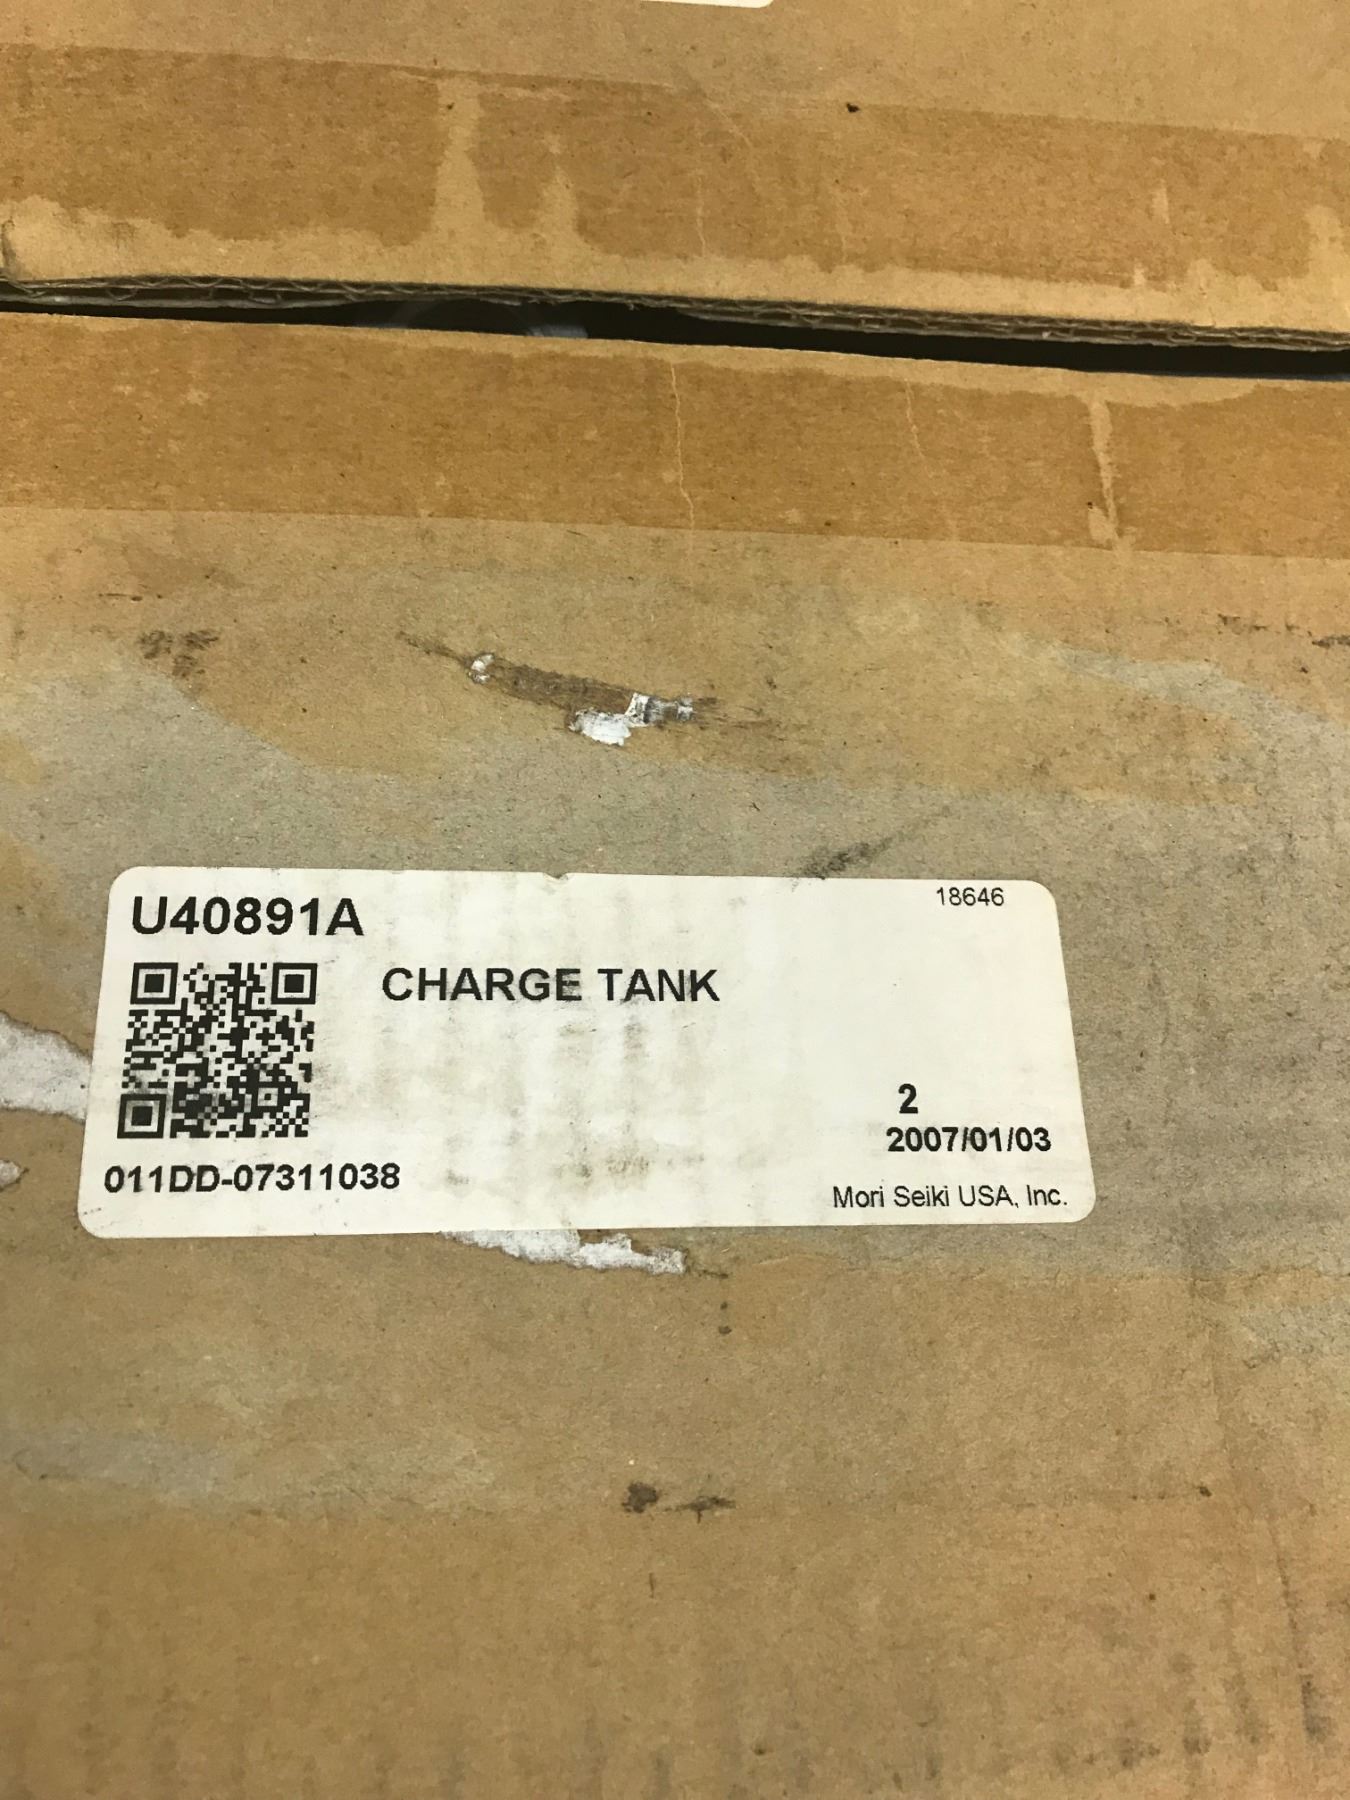 U40891A
18646
CHARGE TANK
2
2007/01/03
011DD-07311038
Mori Seiki USA, Inc.